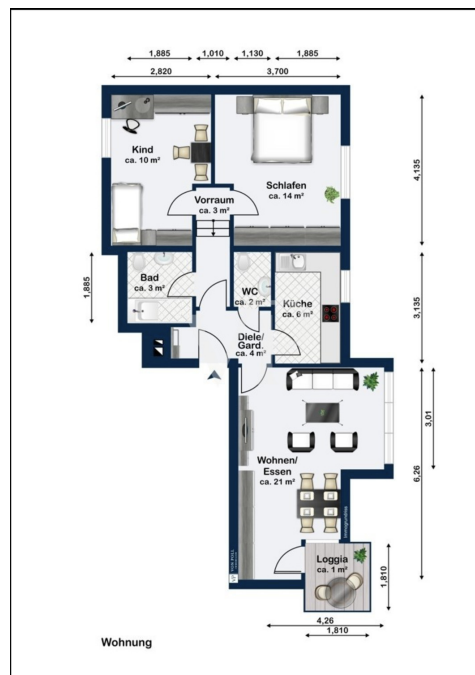 1,885 1,010 1,130 1,885
2,820 3,700
Kind
ca. 10 m²
Schlafen
ca. 14 m²
Vorraum
ca. 3 m²
4,135
Bad
ca. 3 m²
WC
ca. 2 m²
Küche
ca. 6 m²
1,885
3,135
Diele/
Gard.
ca. 4 m²
Wohnen/
Essen
ca. 21 m²
3,01
6,26
Loggia
ca. 1 m²
1,810
4,26
1,810
Wohnung